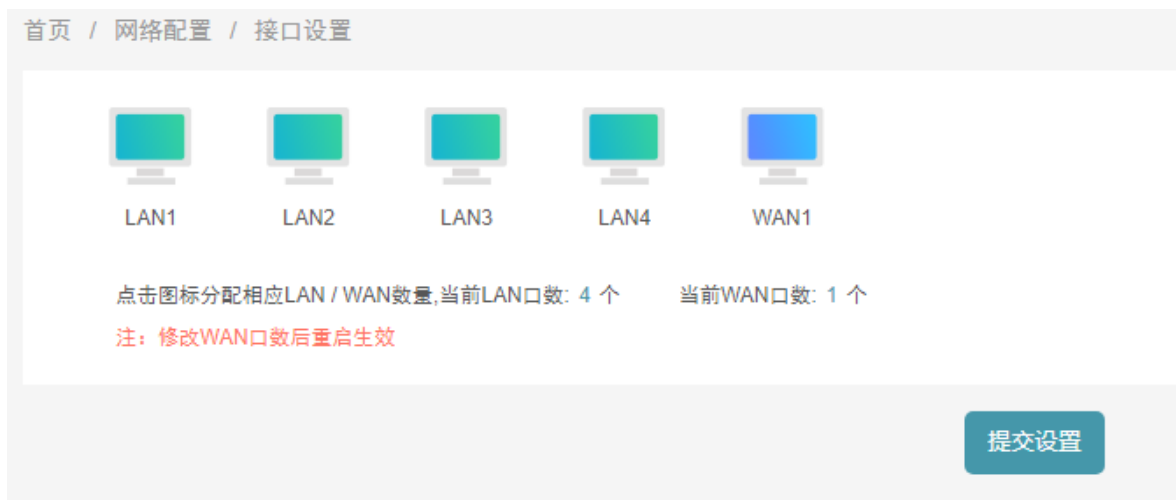 首页 / 网络配置 / 接口设置
LAN1 LAN2 LAN3 LAN4 WAN1
点击图标分配相应LAN / WAN数量,当前LAN口数: 4 个 当前WAN口数: 1 个
注：修改WAN口数后重启生效
提交设置